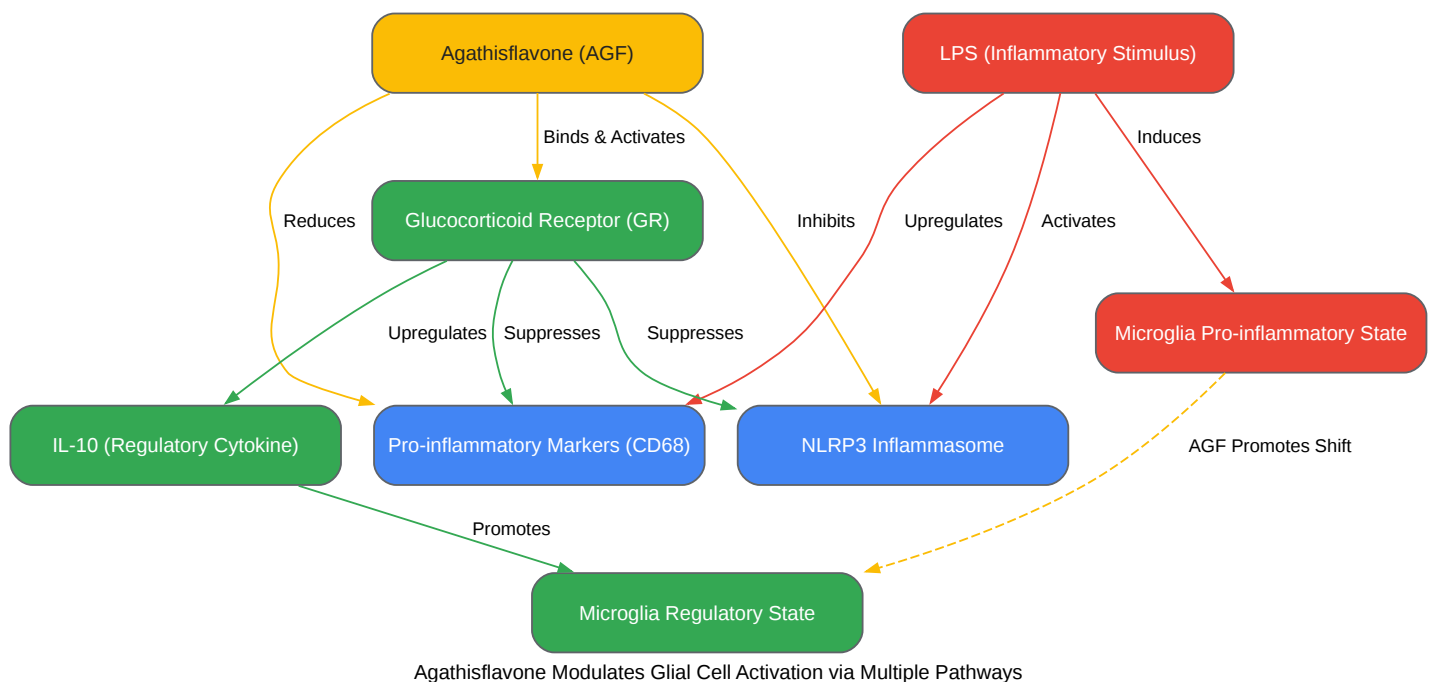 Agathisflavone (AGF)
LPS (Inflammatory Stimulus)
Binds & Activates
Induces
Glucocorticoid Receptor (GR)
Reduces
Inhibits
Upregulates
Activates
Upregulates
Suppresses
Suppresses
Microglia Pro-inflammatory State
IL-10 (Regulatory Cytokine)
Pro-inflammatory Markers (CD68)
NLRP3 Inflammasome
AGF Promotes Shift
Promotes
Microglia Regulatory State
Agathisflavone Modulates Glial Cell Activation via Multiple Pathways